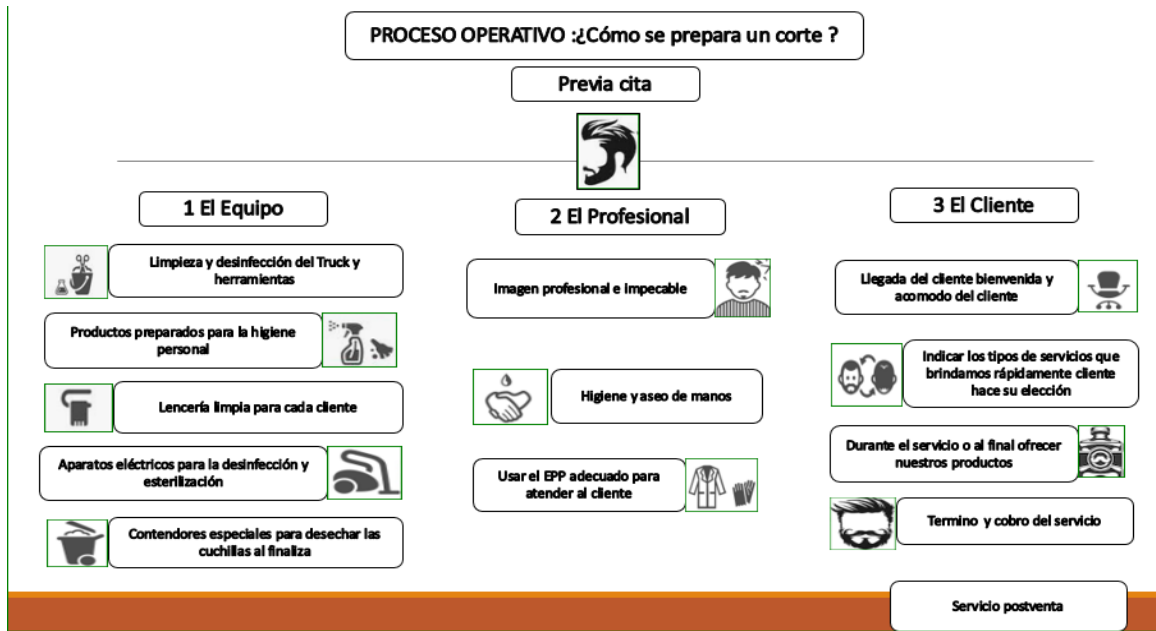 PROCESO OPERATIVO :¿Cómo se prepara un corte ?
Previa cita
1 El Equipo
Limpieza y desinfección del Truck y
herramientas
Productos preparados para la higiene
personal
Lencería limpia para cada cliente
Aparatos eléctricos para la desinfección y
esterilización
Contendores especiales para desechar las
cuchillas al finaliza
2 El Profesional
Imagen profesional e impecable
Higiene y aseo de manos
Usar el EPP adecuado para
atender al cliente
3 El Cliente
Llegada del cliente bienvenida y
acomodo del cliente
Indicar los tipos de servicios que
brindamos rápidamente cliente
hace su elección
Durante el servicio o al final ofrecer
nuestros productos
Termino y cobro del servicio
Servicio postventa